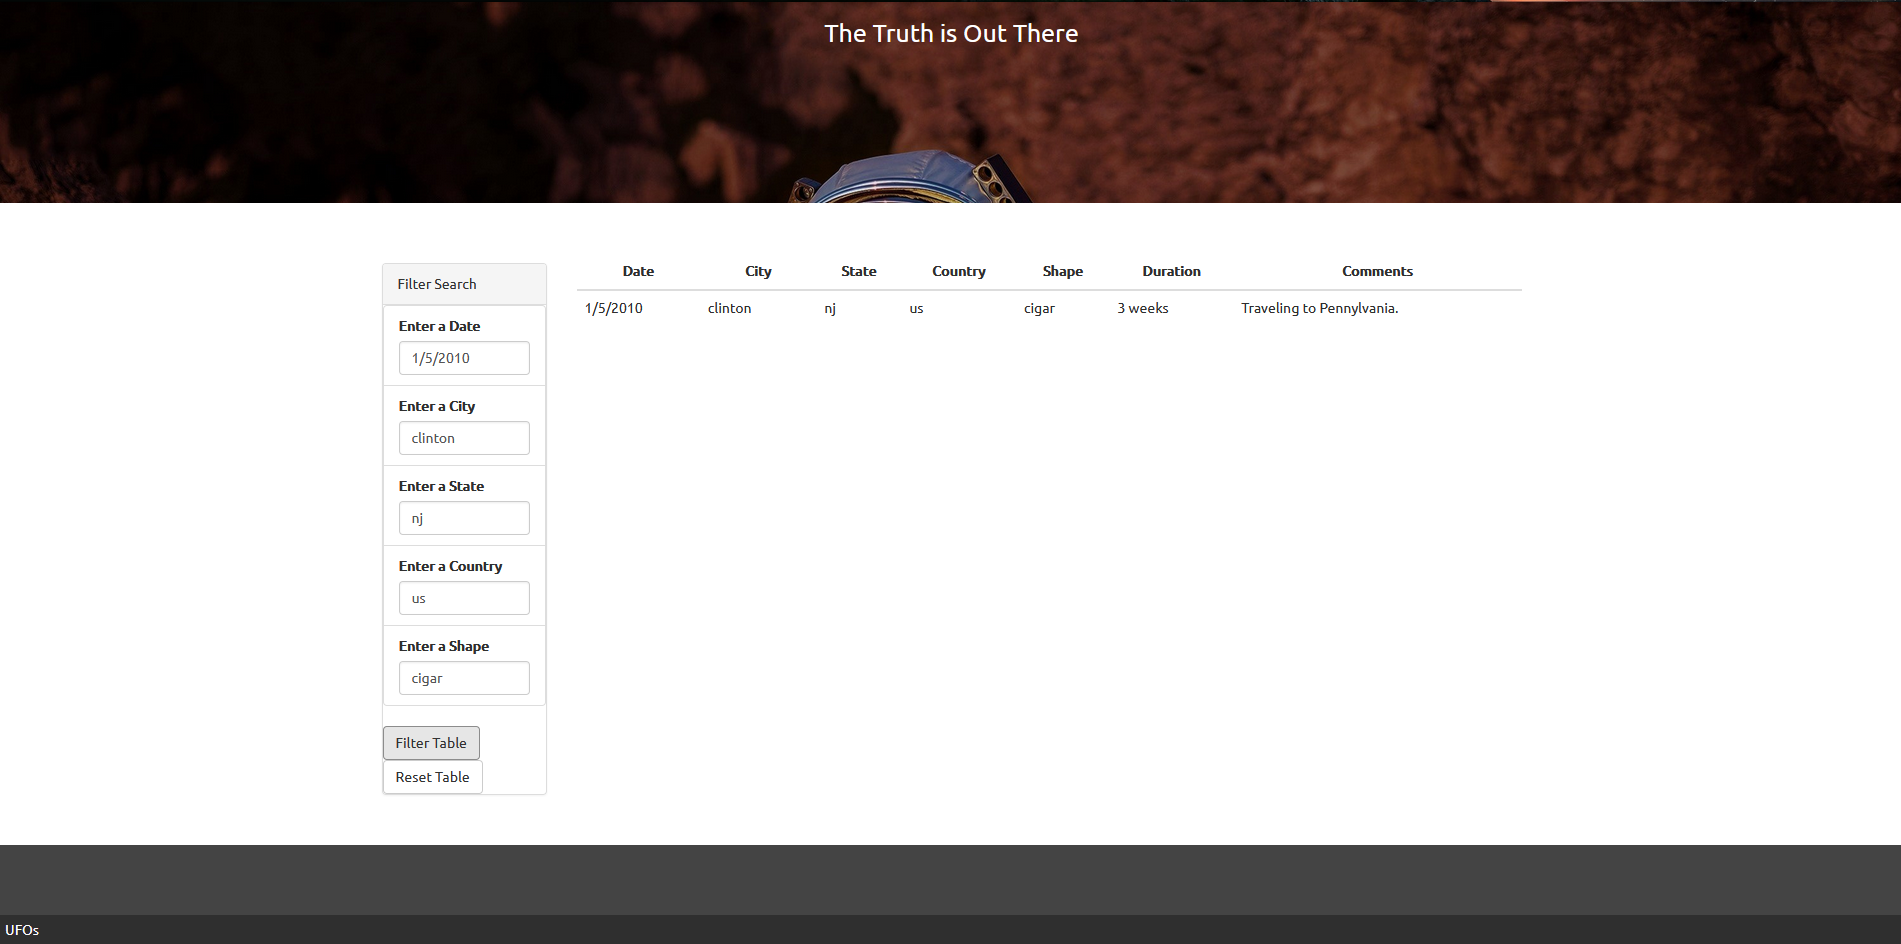 The Truth is Out There
Filter Search
Enter a Date
1/5/2010
Enter a City
clinton
Enter a State
nj
Enter a Country
us
Enter a Shape
cigar
Filter Table
Reset Table
Date City State Country Shape Duration Comments
1/5/2010 clinton nj us cigar 3 weeks Traveling to Pennylvania.
UFOs